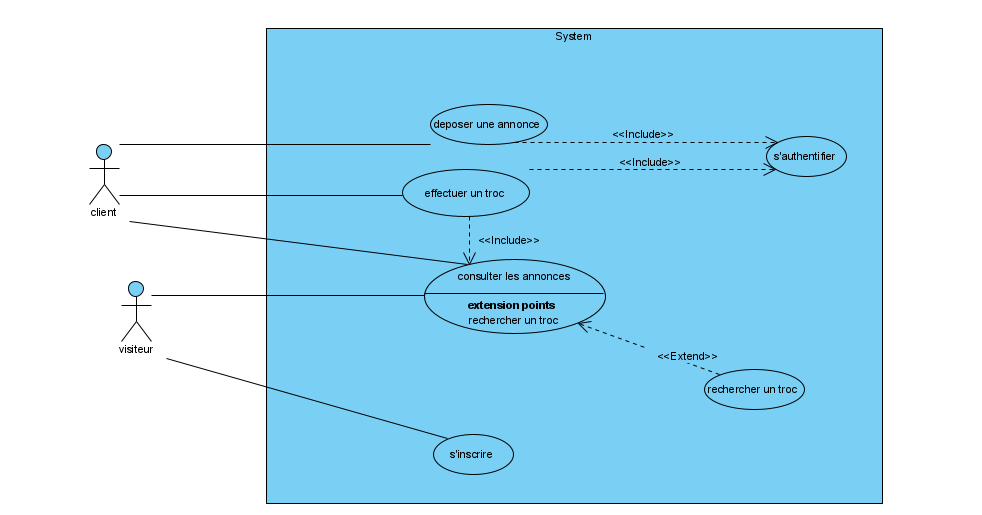 System
deposer une annonce
<<Include>>
s'authentifier
<<Include>>
effectuer un troc
client
<<Include>>
consulter les annonces
extension points
rechercher un troc
visiteur
<<Extend>>
rechercher un troc
s'inscrire